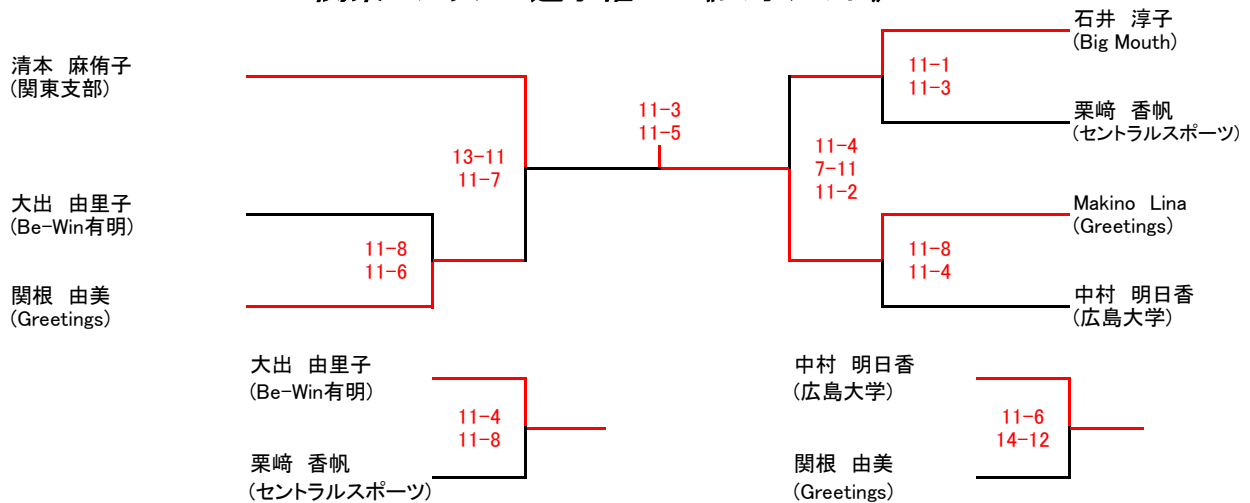 清本 麻侑子
(関東支部)
大出 由里子
(Be-Win有明)
関根 由美
(Greetings)
11-8
11-6
13-11
11-7
11-3
11-5
11-4
7-11
11-2
石井 淳子
(Big Mouth)
11-1
11-3
栗﨑 香帆
(セントラルスポーツ)
Makino Lina
(Greetings)
11-8
11-4
中村 明日香
(広島大学)
大出 由里子
(Be-Win有明)
11-4
11-8
栗﨑 香帆
(セントラルスポーツ)
中村 明日香
(広島大学)
11-6
14-12
関根 由美
(Greetings)